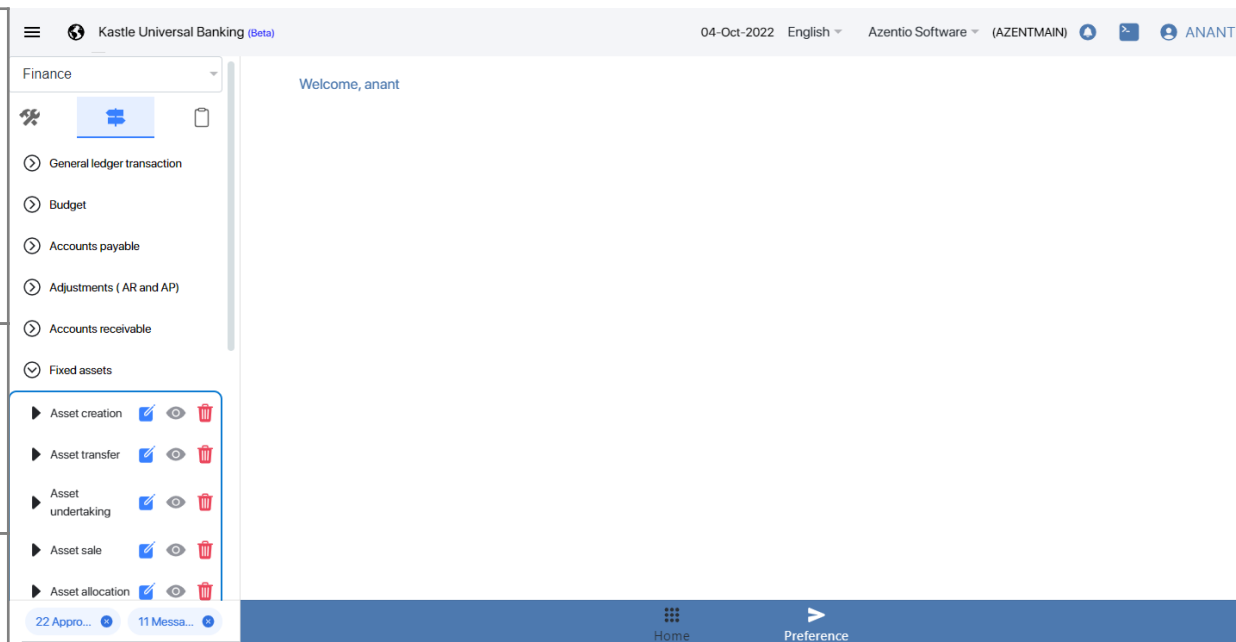 Kastle Universal Banking (Beta)
04-Oct-2022 English Azentio Software (AZENTMAIN) ANANT
Finance
Welcome, anant
General ledger transaction
Budget
Accounts payable
Adjustments ( AR and AP)
Accounts receivable
Fixed assets
Asset creation
Asset transfer
Asset
undertaking
Asset sale
Asset allocation
22 Appro... 11 Messa...
Home Preference